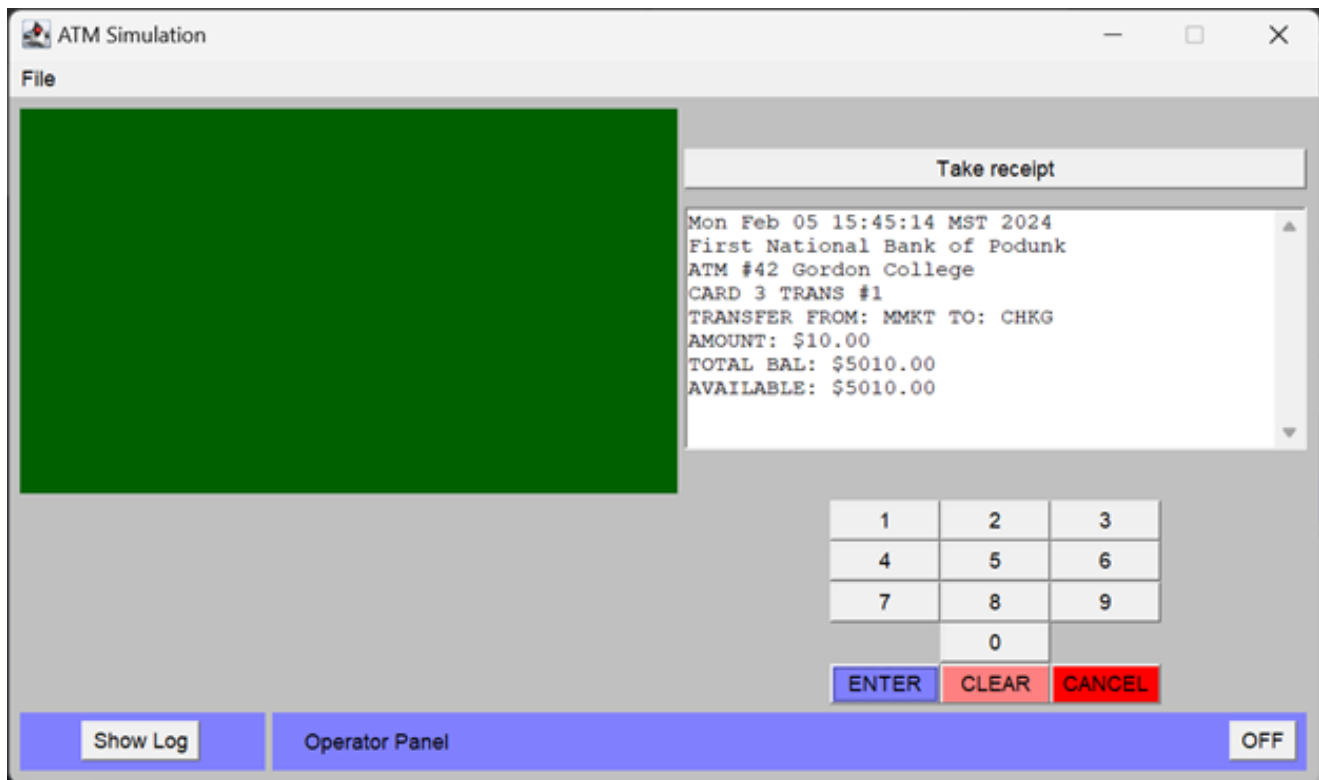 ATM Simulation
File
Take receipt
Mon Feb 05 15:45:14 MST 2024
First National Bank of Podunk
ATM #42 Gordon College
CARD 3 TRANS #1
TRANSFER FROM: MMKT TO: CHKG
AMOUNT: $10.00
TOTAL BAL: $5010.00
AVAILABLE: $5010.00
1 2 3
4 5 6
7 8 9
0
ENTER CLEAR CANCEL
Show Log Operator Panel OFF